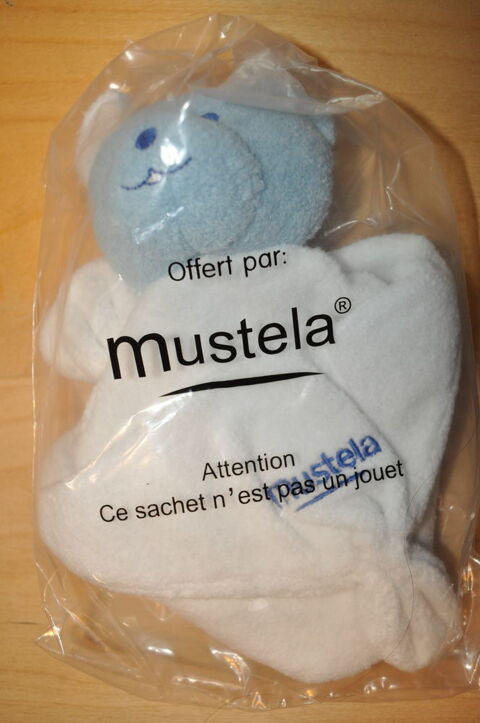 Offert par:
mustela®
Attention
mustela
Ce sachet n'est pas un jouet